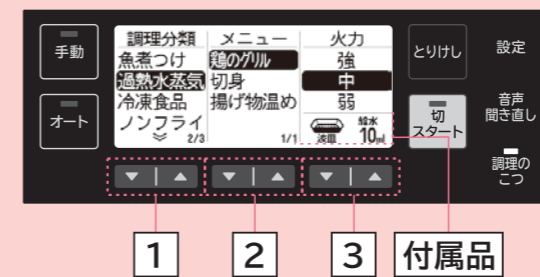 手動
オート
調理分類 メニュー 火力
魚煮つけ 鶏のグリル 強
過熱水蒸気 切身 中
冷凍食品 揚げ物温め 弱
ノンフライ
2/3 1/1 浅皿 給水 10mL
とりけし
切
スタート
設定
音声
聞き直し
調理の
こつ
▼ | ▲ ▼ | ▲ ▼ | ▲
1 2 3 付属品